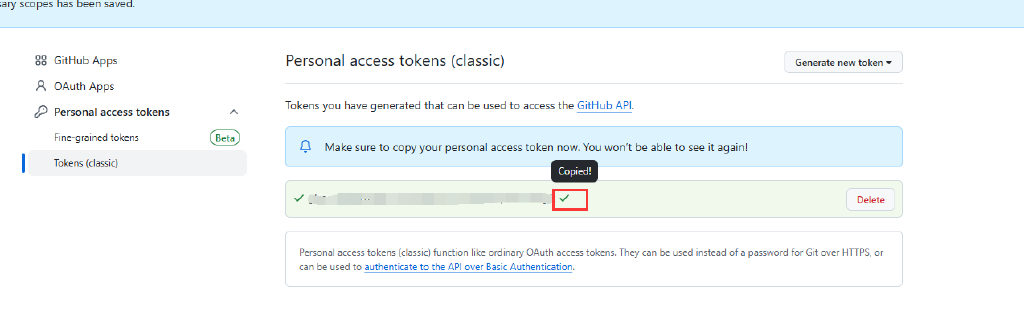 scopes has been saved.
GitHub Apps
OAuth Apps
Personal access tokens
Fine-grained tokens Beta
Tokens (classic)
Personal access tokens (classic)
Generate new token
Tokens you have generated that can be used to access the GitHub API.
Make sure to copy your personal access token now. You won't be able to see it again!
Copied!
Delete
Personal access tokens (classic) function like ordinary OAuth access tokens. They can be used instead of a password for Git over HTTPS, or
can be used to authenticate to the API over Basic Authentication.